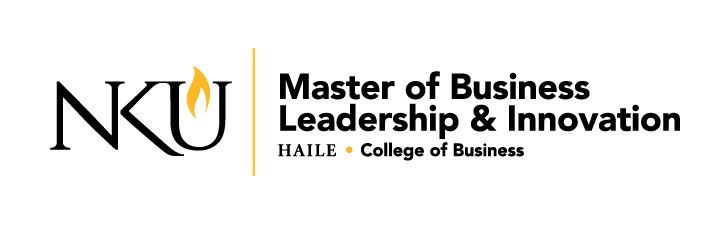 NKU
Master of Business
Leadership & Innovation
HAILE • College of Business